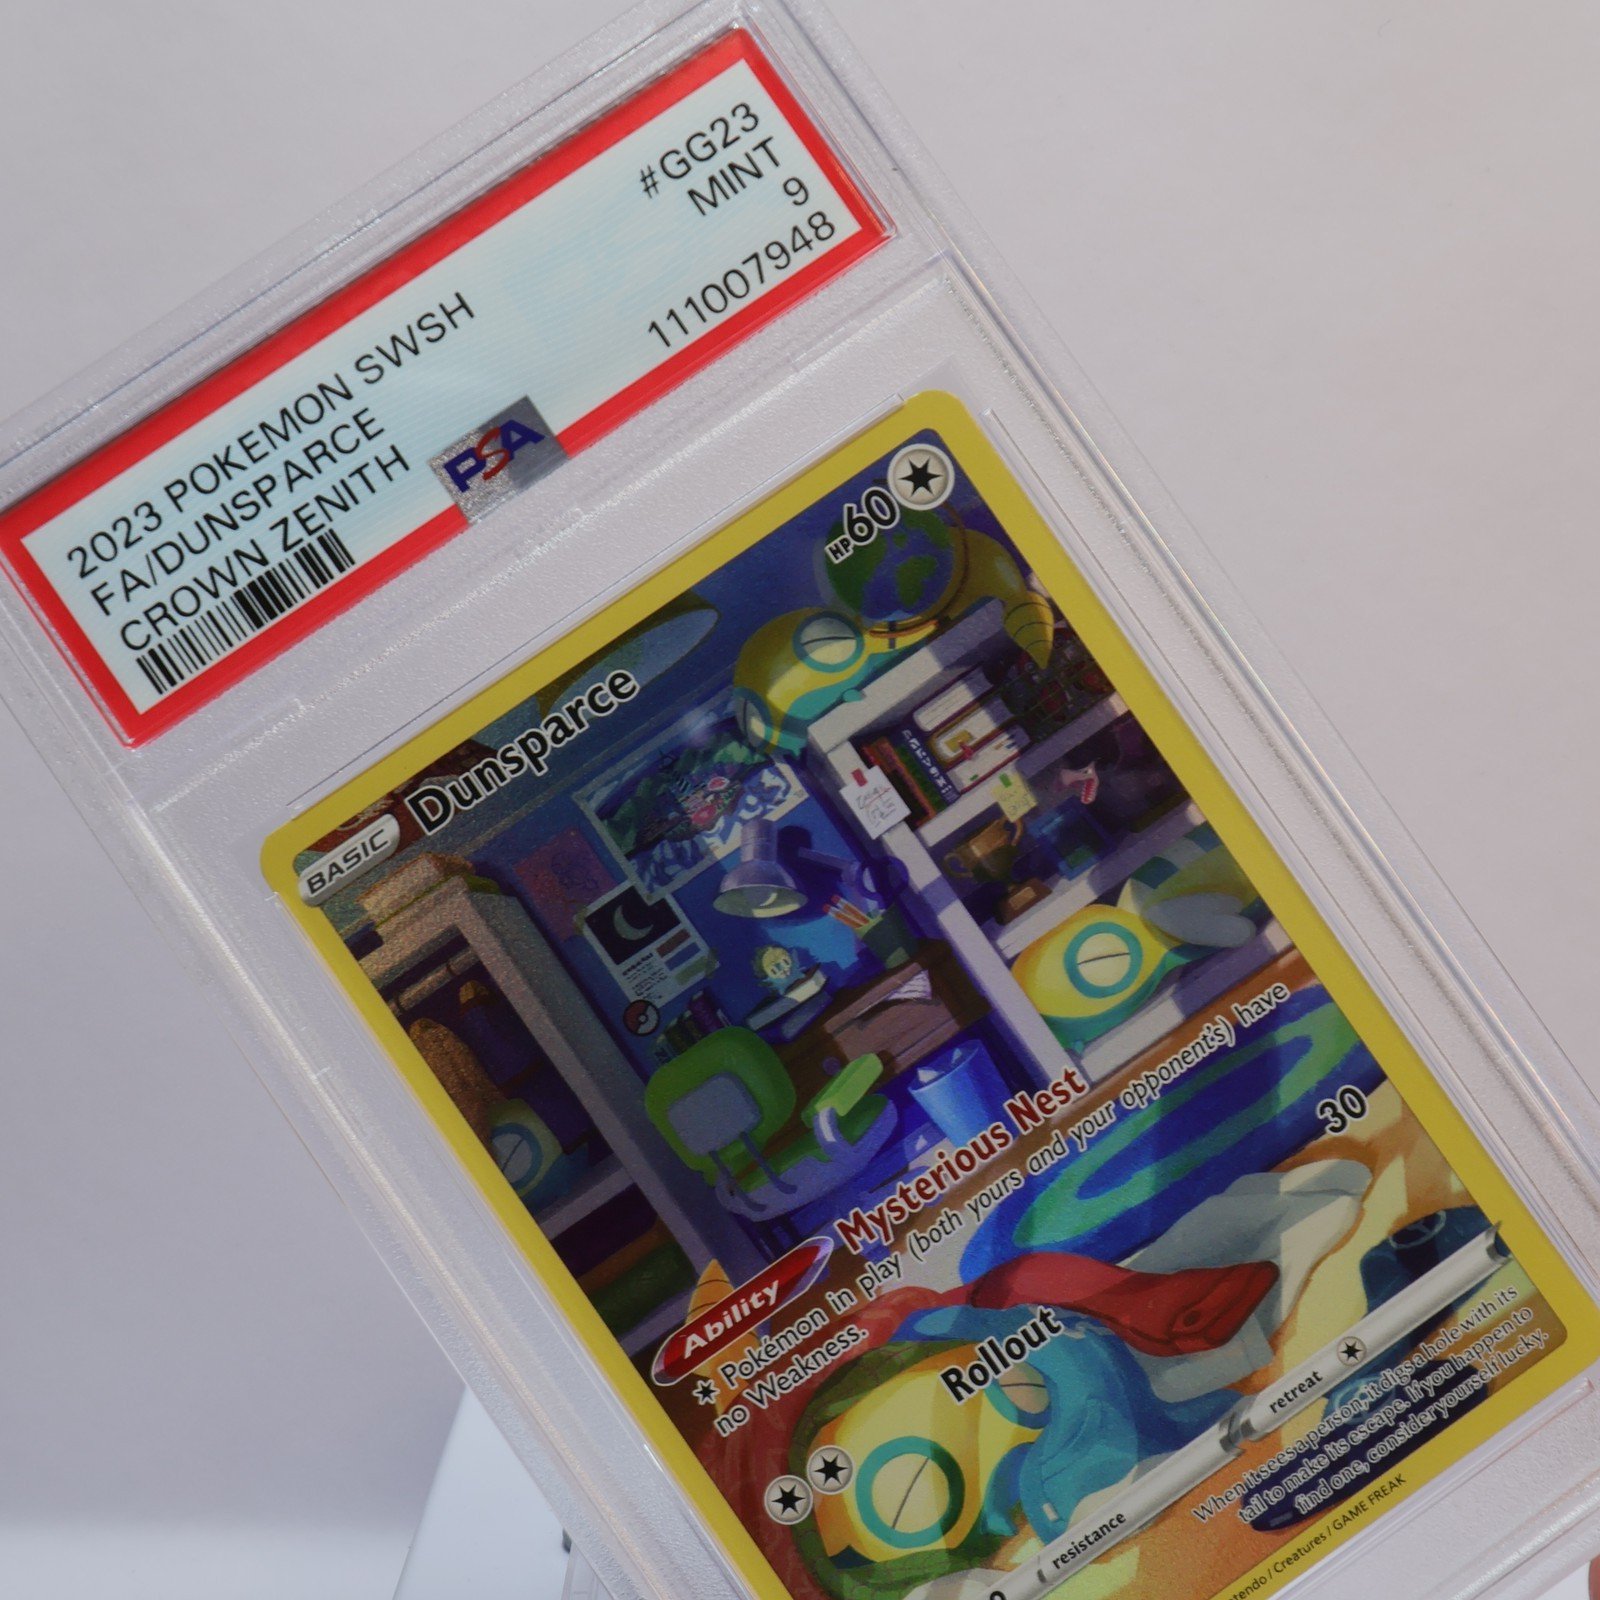 2023 POKEMON SWSH
FA/DUNSPARCE
CROWN ZENITH
#GG23
MINT
9
111007948
PSA
BASIC
Dunsparce
HP60
Ability
Mysterious Nest
Pokémon in play (both yours and your opponent's) have
no Weakness.
Rollout
30
resistance
retreat
When it sees a person, it digs a hole with its
tail to make its escape. If you happen to
find one, consider yourself lucky.
Creatures / GAME FREAK